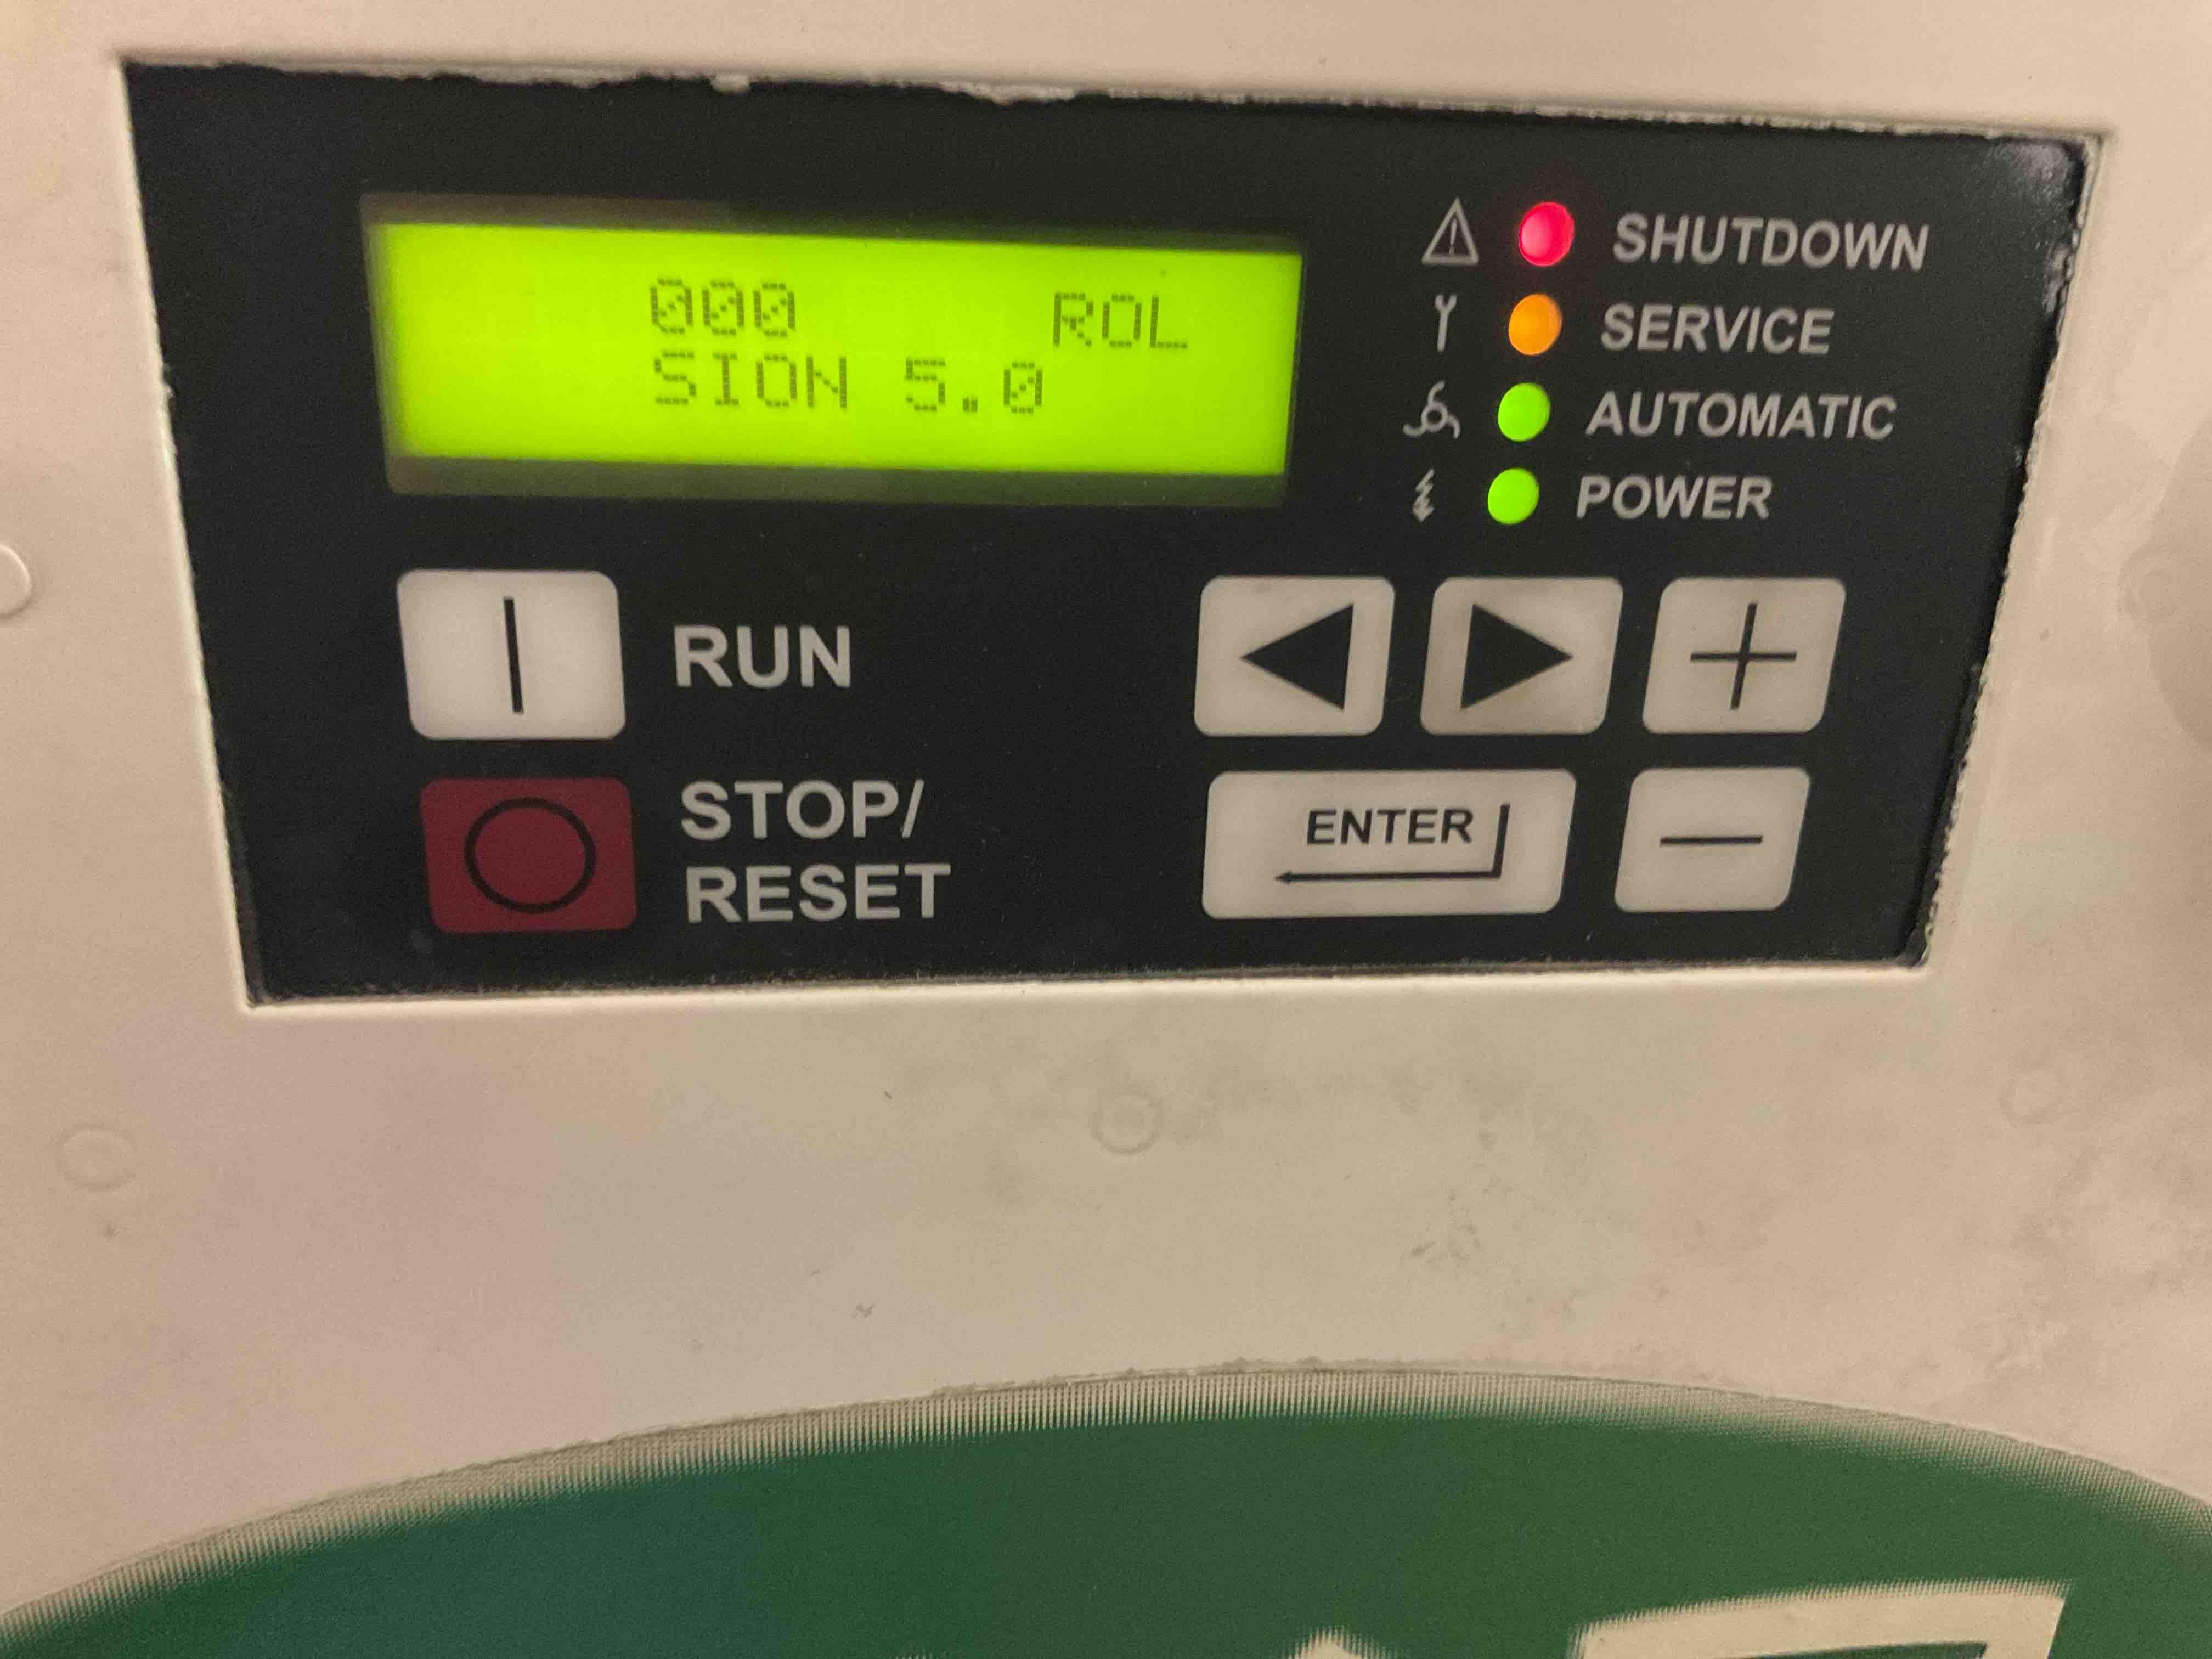 000 ROL
SION 5.0
SHUTDOWN
SERVICE
AUTOMATIC
POWER
RUN
STOP/
RESET
ENTER